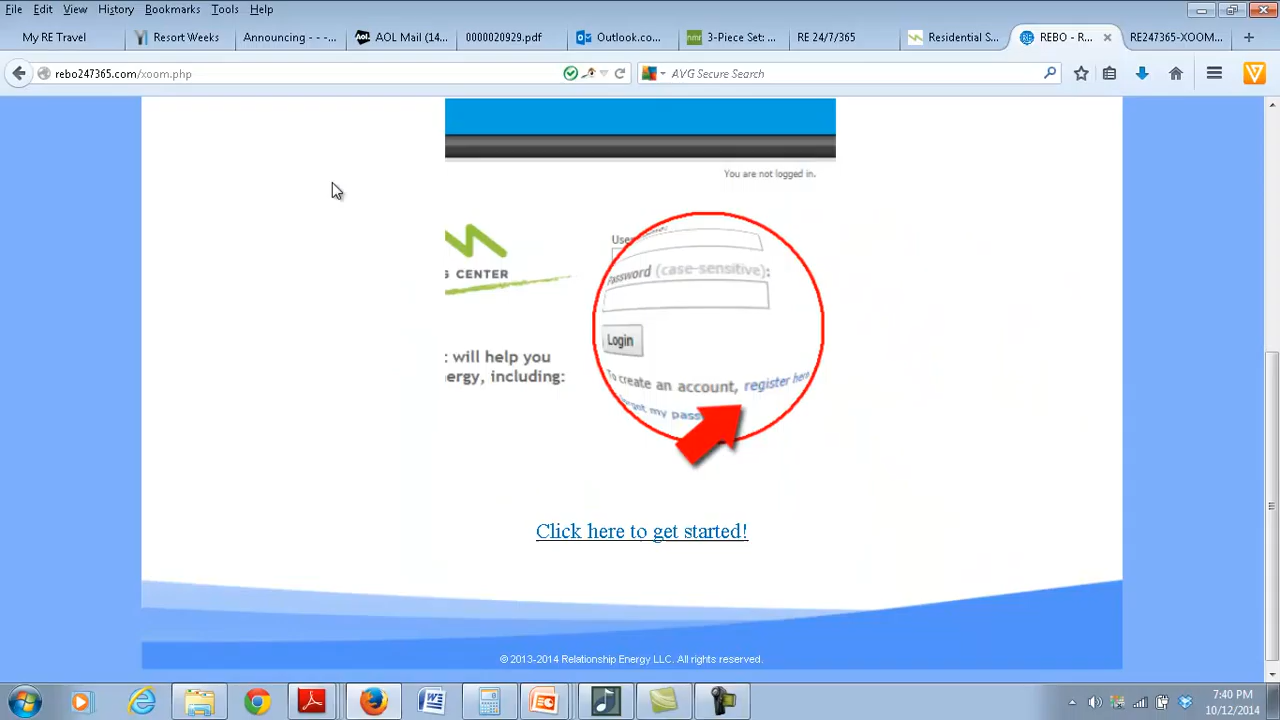 File Edit View History Bookmarks Tools Help
My RE Travel Resort Weeks Announcing - - -... AOL Mail (14... 0000020929.pdf Outlook.co... 3-Piece Set: ... RE 24/7/365 Residential S... REBO - R... RE247365-XOOM...
rebo247365.com/xoom.php AVG Secure Search
You are not logged in.
Password (case-sensitive):
G CENTER
Login
will help you
ergy, including:
To create an account, register here
Forgot my pass
Click here to get started!
© 2013-2014 Relationship Energy LLC. All rights reserved.
7:40 PM
10/12/2014